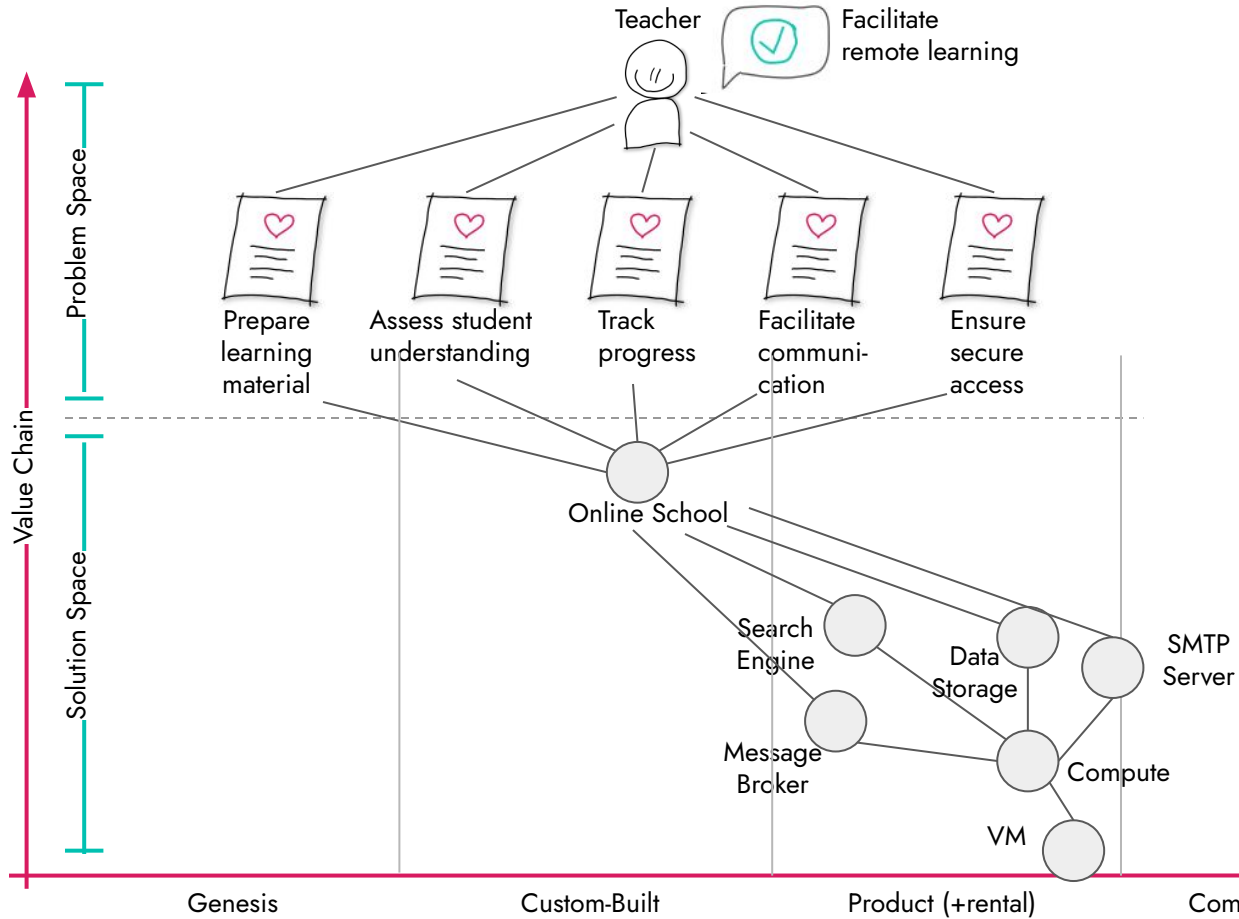 Teacher
Facilitate
remote learning
Problem Space
Prepare
learning
material
Assess student
understanding
Track
progress
Facilitate
communi-
cation
Ensure
secure
access
Value Chain
Solution Space
Online School
Search
Engine
Data
Storage
SMTP
Server
Message
Broker
Compute
VM
Genesis
Custom-Built
Product (+rental)
Com